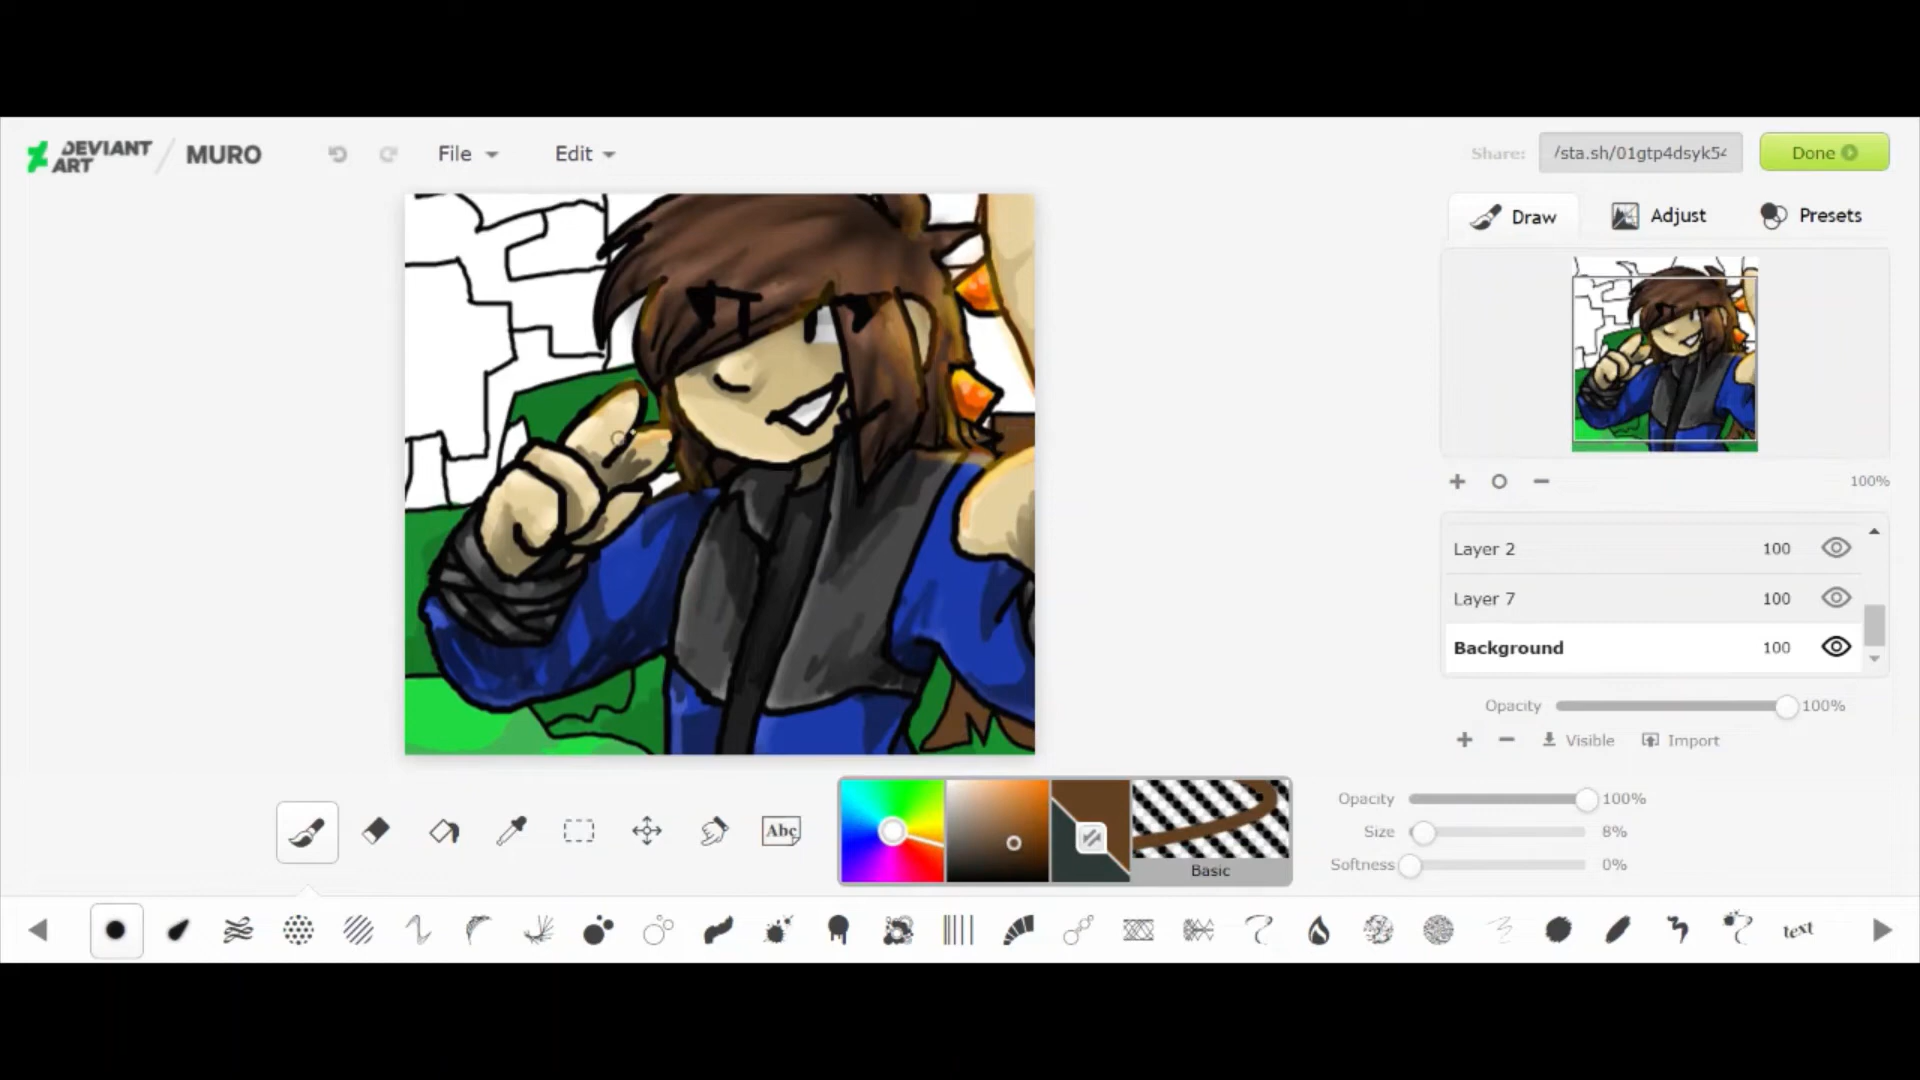 DEVIANT ART / MURO
File
Edit
Share: /sta.sh/01gtp4dsyk54
Done
Draw
Adjust
Presets
100%
Layer 2 100
Layer 7 100
Background 100
Opacity 100%
+ − Visible Import
Abc
Basic
Opacity 100%
Size 8%
Softness 0%
text